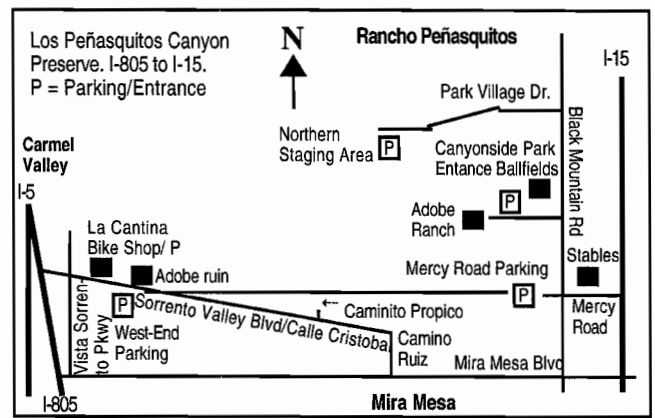 Los Peñasquitos Canyon
Preserve. I-805 to I-15.
P = Parking/Entrance
N
Rancho Peñasquitos
I-15
Park Village Dr.
Northern
Staging Area
P
Black Mountain Rd
Canyonside Park
Entance Ballfields
P
Adobe
Ranch
Carmel
Valley
I-5
La Cantina
Bike Shop/ P
Adobe ruin
Mercy Road Parking
P
Stables
Mercy
Road
Vista Sorren-
to Pkwy
P
West-End
Parking
Sorrento Valley Blvd/Calle Cristobal
Caminito Propico
Camino
Ruiz
Mira Mesa Blvd
I-805
Mira Mesa